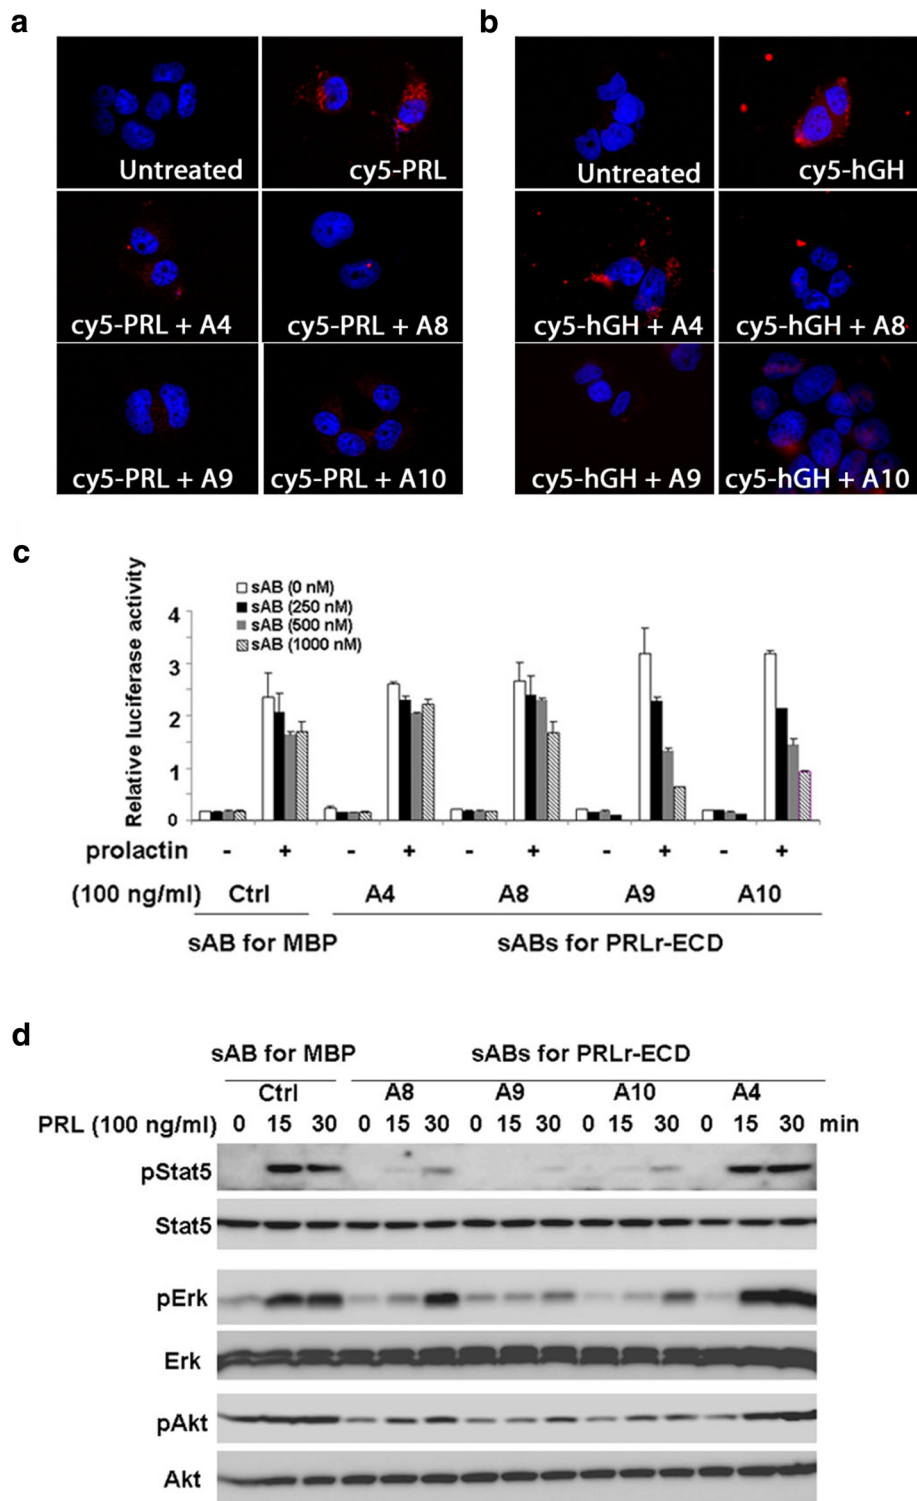 a
b
Untreated
cy5-PRL
Untreated
cy5-hGH
cy5-PRL + A4
cy5-PRL + A8
cy5-hGH + A4
cy5-hGH + A8
cy5-PRL + A9
cy5-PRL + A10
cy5-hGH + A9
cy5-hGH + A10
c
Relative luciferase activity
sAB (0 nM)
sAB (250 nM)
sAB (500 nM)
sAB (1000 nM)
4
3
2
1
0
prolactin - + - + - + - + - +
(100 ng/ml) Ctrl A4 A8 A9 A10
sAB for MBP sABs for PRLr-ECD
d
sAB for MBP sABs for PRLr-ECD
Ctrl A8 A9 A10 A4
PRL (100 ng/ml) 0 15 30 0 15 30 0 15 30 0 15 30 0 15 30 min
pStat5
Stat5
pErk
Erk
pAkt
Akt